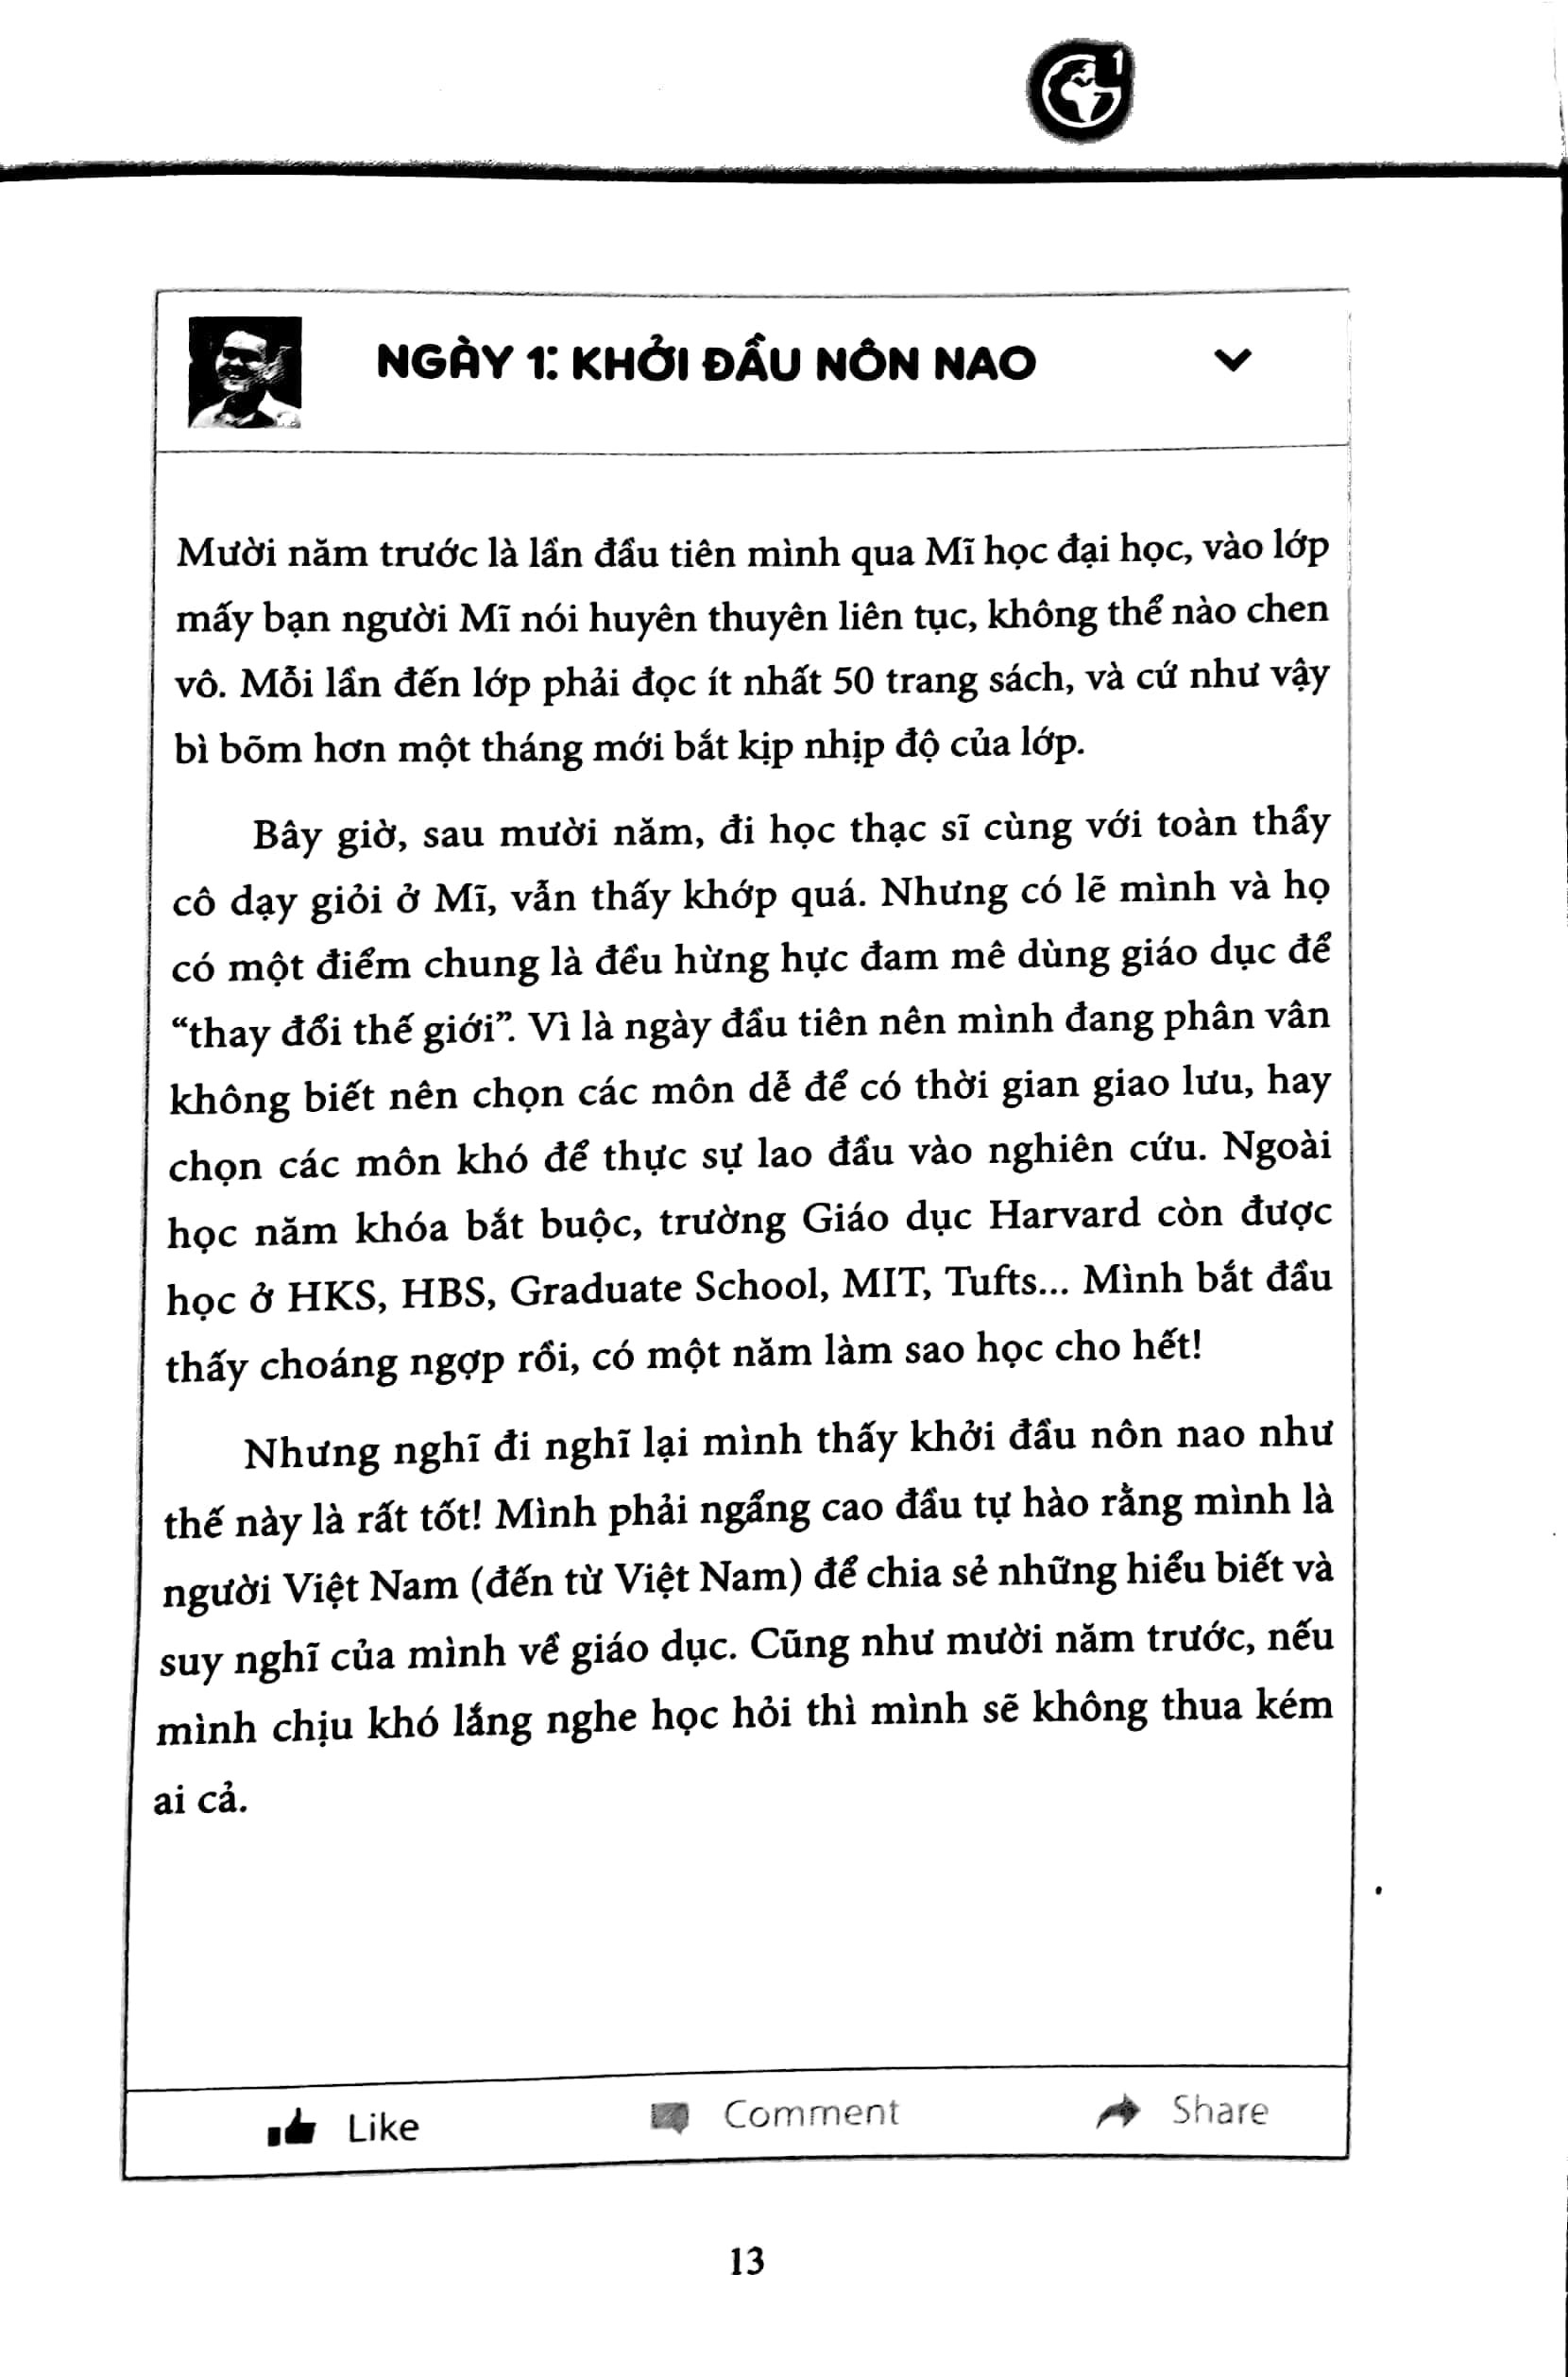 1
NGÀY 1: KHỞI ĐẦU NÔN NAO
Mười năm trước là lần đầu tiên mình qua Mĩ học đại học, vào lớp
mấy bạn người Mĩ nói huyên thuyên liên tục, không thể nào chen
vô. Mỗi lần đến lớp phải đọc ít nhất 50 trang sách, và cứ như vậy
bì bõm hơn một tháng mới bắt kịp nhịp độ của lớp.
Bây giờ, sau mười năm, đi học thạc sĩ cùng với toàn thầy
cô dạy giỏi ở Mĩ, vẫn thấy khớp quá. Nhưng có lẽ mình và họ
có một điểm chung là đều hừng hực đam mê dùng giáo dục để
“thay đổi thế giới”. Vì là ngày đầu tiên nên mình đang phân vân
không biết nên chọn các môn dễ để có thời gian giao lưu, hay
chọn các môn khó để thực sự lao đầu vào nghiên cứu. Ngoài
học năm khóa bắt buộc, trường Giáo dục Harvard còn được
học ở HKS, HBS, Graduate School, MIT, Tufts... Mình bắt đầu
thấy choáng ngợp rồi, có một năm làm sao học cho hết!
Nhưng nghĩ đi nghĩ lại mình thấy khởi đầu nôn nao như
thế này là rất tốt! Mình phải ngẩng cao đầu tự hào rằng mình là
người Việt Nam (đến từ Việt Nam) để chia sẻ những hiểu biết và
suy nghĩ của mình về giáo dục. Cũng như mười năm trước, nếu
mình chịu khó lắng nghe học hỏi thì mình sẽ không thua kém
ai cả.
Like Comment Share
13